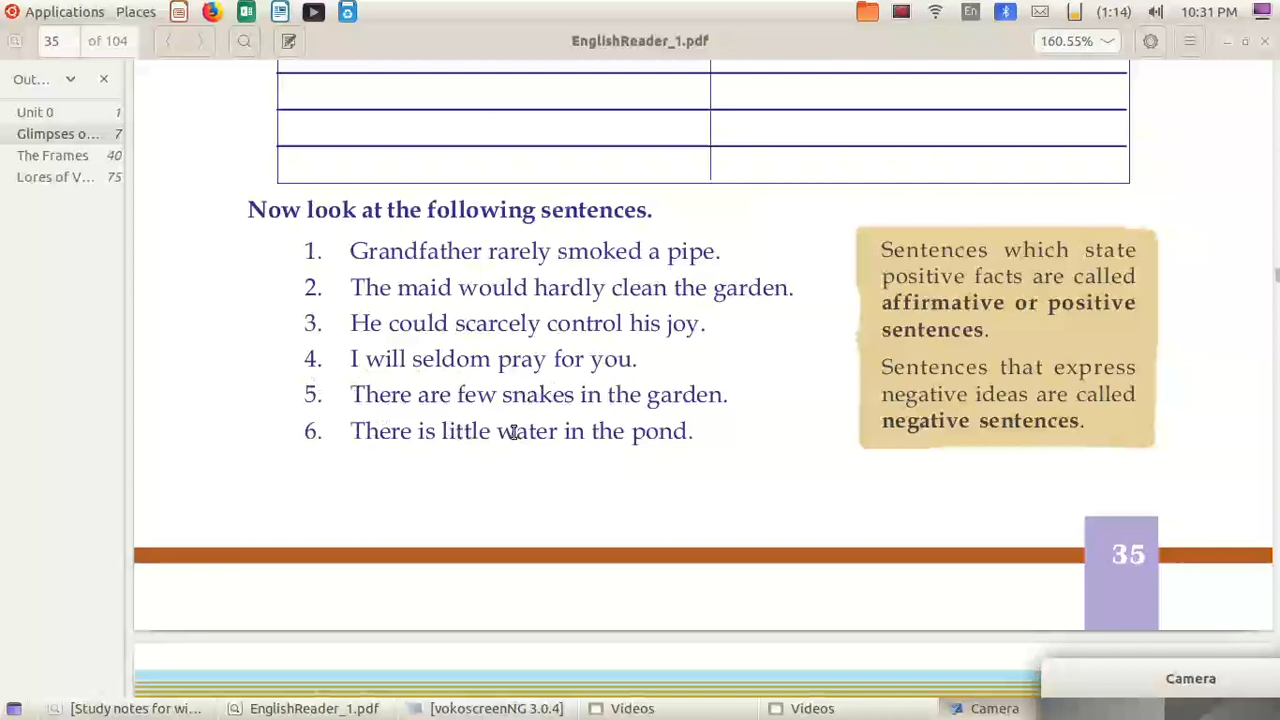 Applications Places En (1:14) 10:31 PM
35 of 104 EnglishReader_1.pdf 160.55%
Out...
Unit 0 1
Glimpses o... 7
The Frames 40
Lores of V... 75
Now look at the following sentences.
1. Grandfather rarely smoked a pipe.
2. The maid would hardly clean the garden.
3. He could scarcely control his joy.
4. I will seldom pray for you.
5. There are few snakes in the garden.
6. There is little water in the pond.
Sentences which state
positive facts are called
affirmative or positive
sentences.
Sentences that express
negative ideas are called
negative sentences.
35
Camera
[Study notes for wi... EnglishReader_1.pdf [vokoscreenNG 3.0.4] Videos Videos Camera